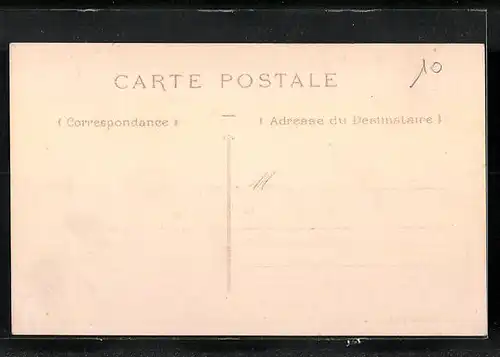 10
CARTE POSTALE
( Correspondance )
( Adresse du Destinataire )
M